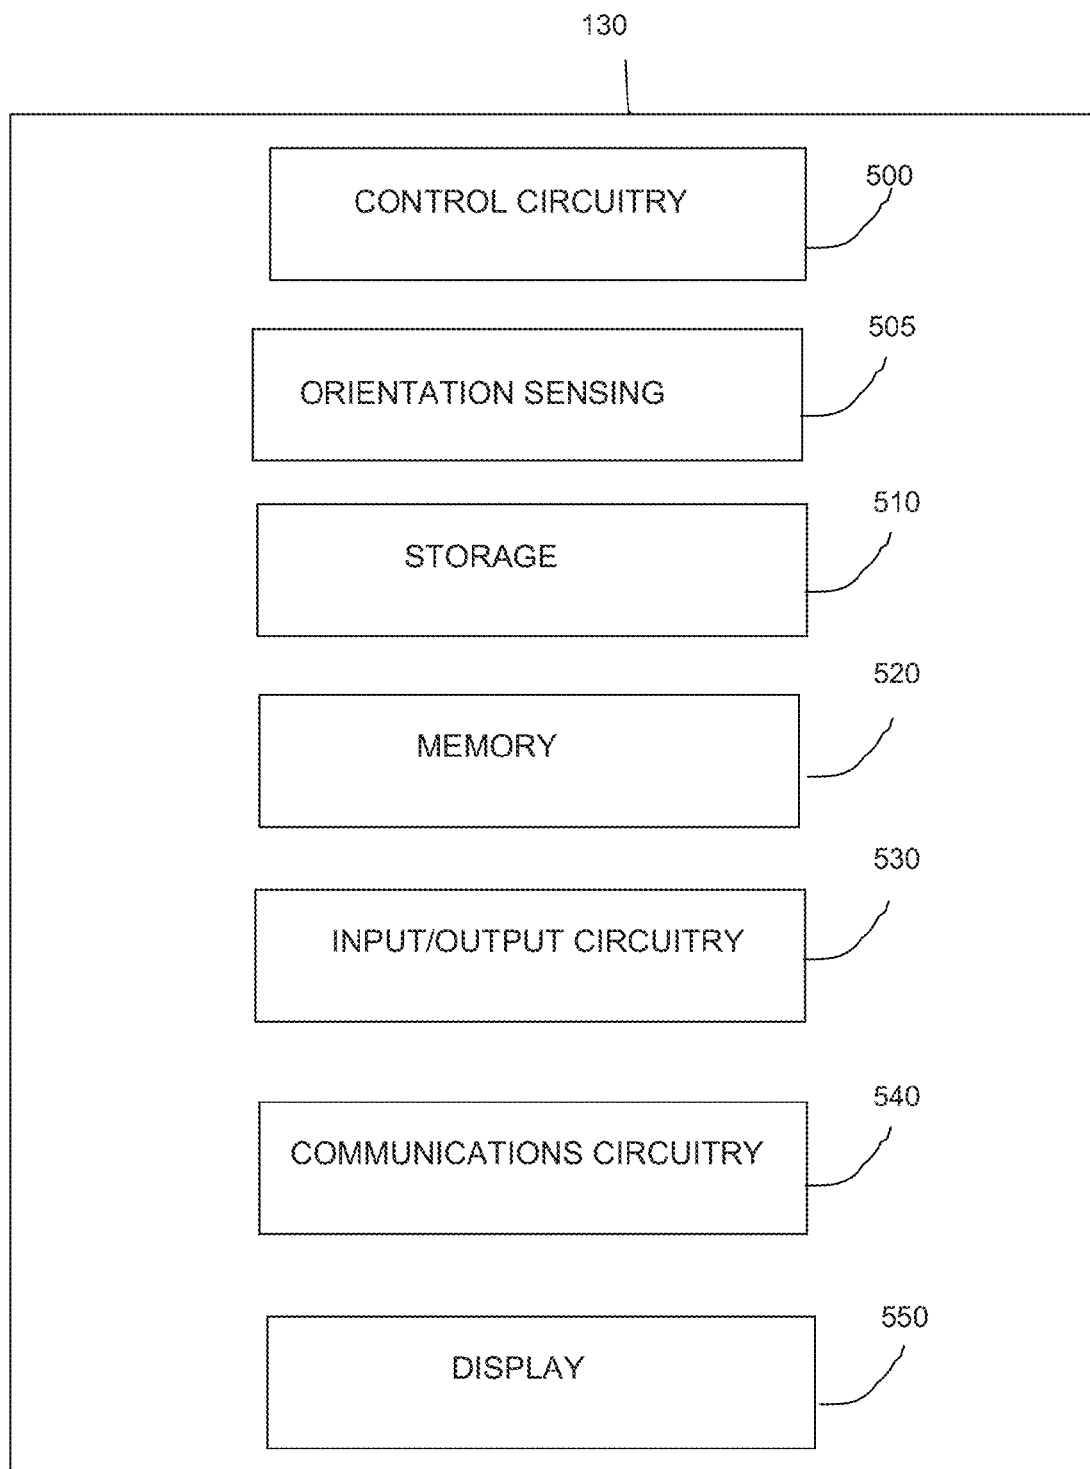 130
CONTROL CIRCUITRY
500
505
ORIENTATION SENSING
510
STORAGE
520
MEMORY
530
INPUT/OUTPUT CIRCUITRY
540
COMMUNICATIONS CIRCUITRY
550
DISPLAY